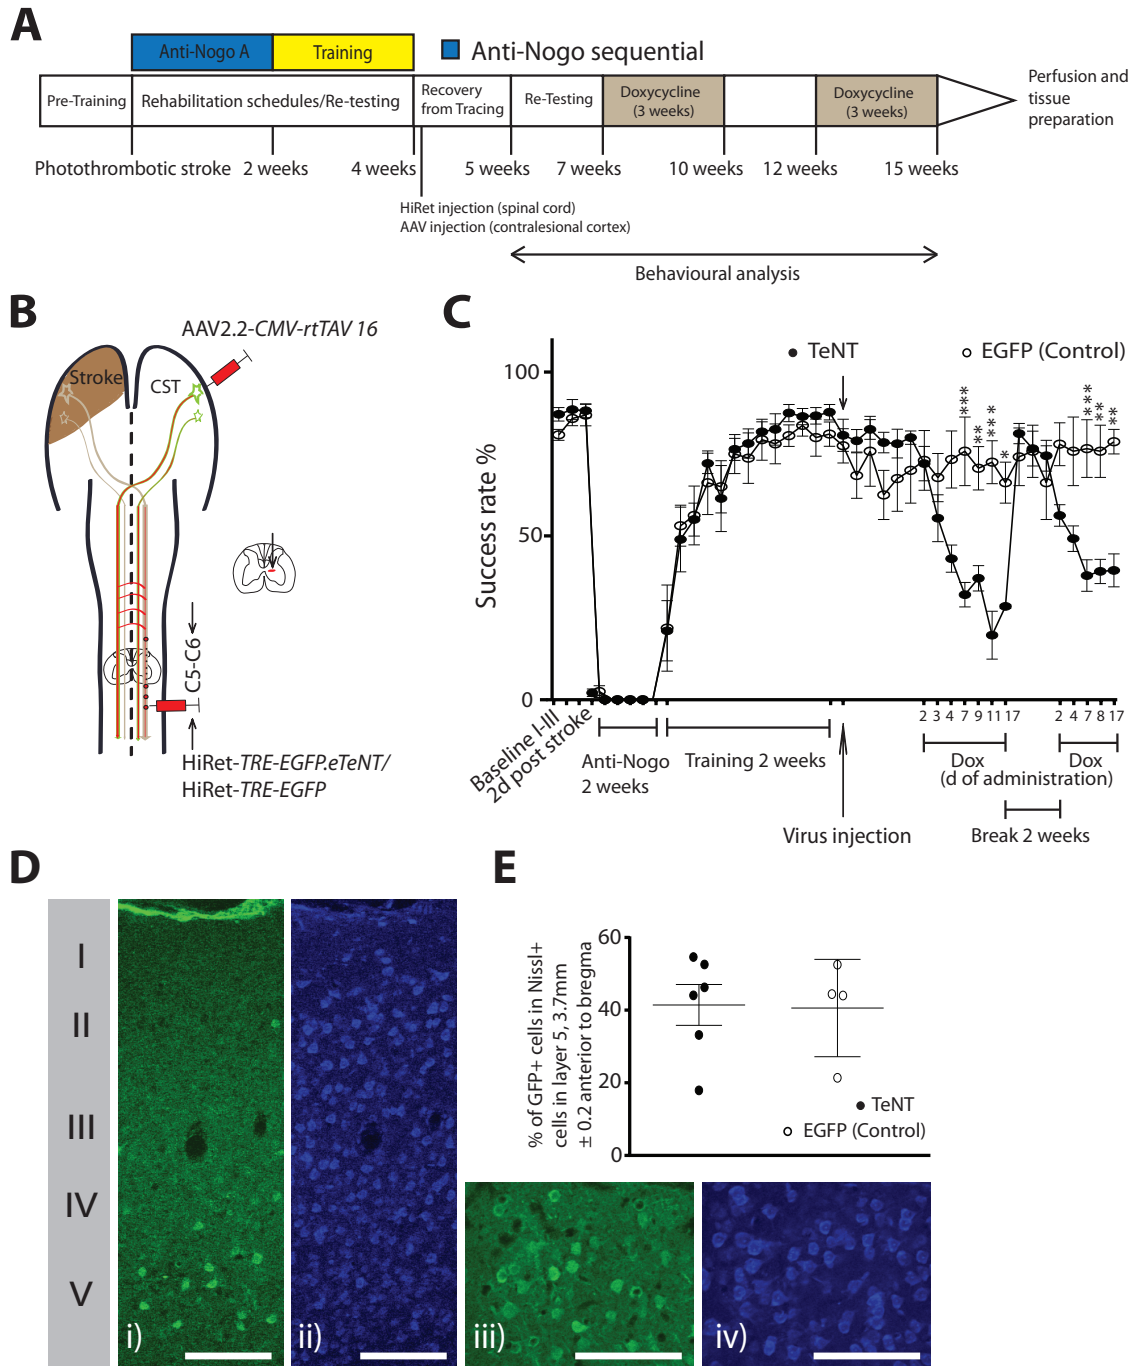 A
Anti-Nogo A
Training
Anti-Nogo sequential
Pre-Training
Rehabilitation schedules/Re-testing
Recovery
from Tracing
Re-Testing
Doxycycline
(3 weeks)
Doxycycline
(3 weeks)
Perfusion and
tissue
preparation
Photothrombotic stroke
2 weeks
4 weeks
5 weeks
7 weeks
10 weeks
12 weeks
15 weeks
HiRet injection (spinal cord)
AAV injection (contralesional cortex)
Behavioural analysis
B
AAV2.2-CMV-rtTAV 16
Stroke
CST
C5-C6
HiRet-TRE-EGFP.eTeNT/
HiRet-TRE-EGFP
C
TeNT
EGFP (Control)
Success rate %
100
50
0
***
**
***
*
*
***
**
**
Baseline I-III
2d post stroke
Anti-Nogo
2 weeks
Training 2 weeks
Virus injection
2 3 4 7 9 11 17
2 4 7 8 17
Dox
Dox
(d of administration)
Break 2 weeks
D
I
II
III
IV
V
i)
ii)
E
% of GFP+ cells in Nissl+
cells in layer 5, 3.7mm
± 0.2 anterior to bregma
60
40
20
0
TeNT
EGFP (Control)
iii)
iv)